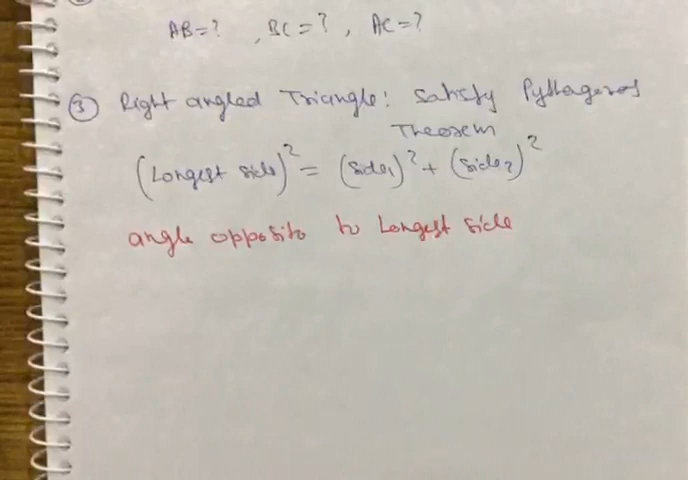 AB=? , BC=? , AC=?
③ Right angled Triangle: Satisfy Pythagoras
Theorem
(Longest side)² = (side₁)² + (side₂)²
angle opposite to Longest side